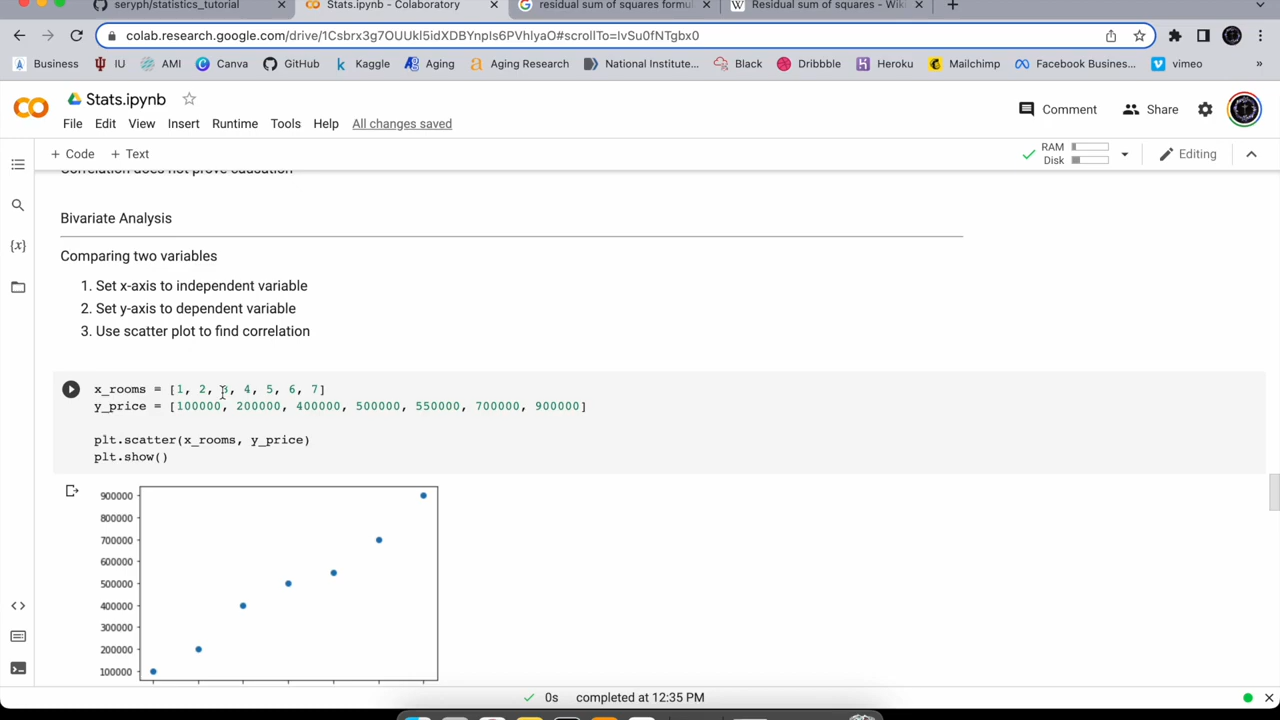 seryph/statistics_tutorial
Stats.ipynb - Colaboratory
residual sum of squares formul
Residual sum of squares - Wiki
colab.research.google.com/drive/1Csbrx3g7OUUkl5idXDBYnpIs6PVhlyaO#scrollTo=IvSu0fNTgbx0
Business IU AMI Canva GitHub Kaggle Aging Aging Research National Institute... Black Dribbble Heroku Mailchimp Facebook Busines... vimeo »
Stats.ipynb
Comment Share
File Edit View Insert Runtime Tools Help All changes saved
+ Code + Text
RAM
Disk
Editing
Correlation does not prove causation
Bivariate Analysis
Comparing two variables
1. Set x-axis to independent variable
2. Set y-axis to dependent variable
3. Use scatter plot to find correlation
x_rooms = [1, 2, 3, 4, 5, 6, 7]
y_price = [100000, 200000, 400000, 500000, 550000, 700000, 900000]
plt.scatter(x_rooms, y_price)
plt.show()
900000
800000
700000
600000
500000
400000
300000
200000
100000
0s completed at 12:35 PM